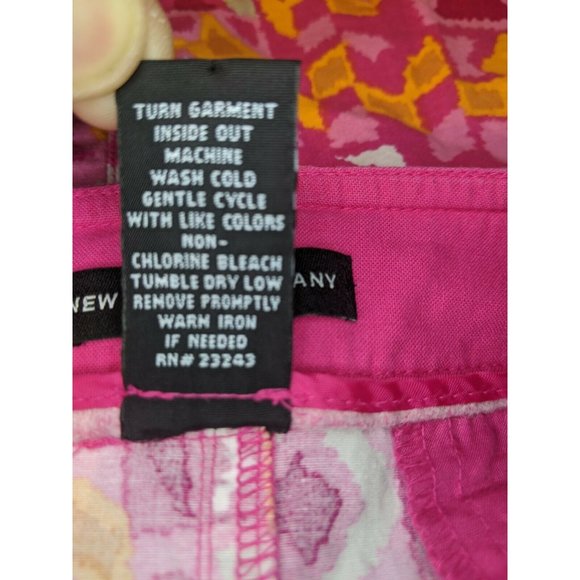 TURN GARMENT
INSIDE OUT
MACHINE
WASH COLD
GENTLE CYCLE
WITH LIKE COLORS
NON-
CHLORINE BLEACH
TUMBLE DRY LOW
REMOVE PROMPTLY
WARM IRON
IF NEEDED
RN# 23243
NEW ANY